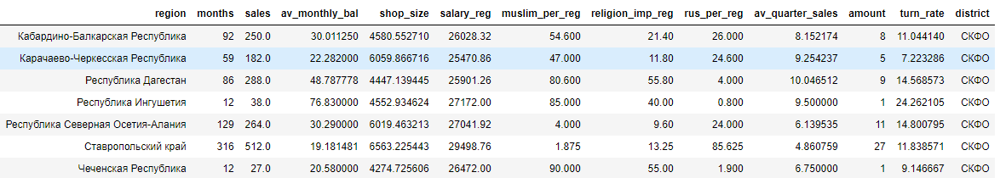 region months sales av_monthly_bal shop_size salary_reg muslim_per_reg religion_imp_reg rus_per_reg av_quarter_sales amount turn_rate district
Кабардино-Балкарская Республика 92 250.0 30.011250 4580.552710 26028.32 54.600 21.40 26.000 8.152174 8 11.044140 СКФО
Карачаево-Черкесская Республика 59 182.0 22.282000 6059.866716 25470.86 47.000 11.80 24.600 9.254237 5 7.223286 СКФО
Республика Дагестан 86 288.0 48.787778 4447.139445 25901.26 80.600 55.80 4.000 10.046512 9 14.568573 СКФО
Республика Ингушетия 12 38.0 76.830000 4552.934624 27172.00 85.000 40.00 0.800 9.500000 1 24.262105 СКФО
Республика Северная Осетия-Алания 129 264.0 30.290000 6019.463213 27041.92 4.000 9.60 24.000 6.139535 11 14.800795 СКФО
Ставропольский край 316 512.0 19.181481 6563.225443 29498.76 1.875 13.25 85.625 4.860759 27 11.838571 СКФО
Чеченская Республика 12 27.0 20.580000 4274.725606 26472.00 90.000 55.00 1.900 6.750000 1 9.146667 СКФО